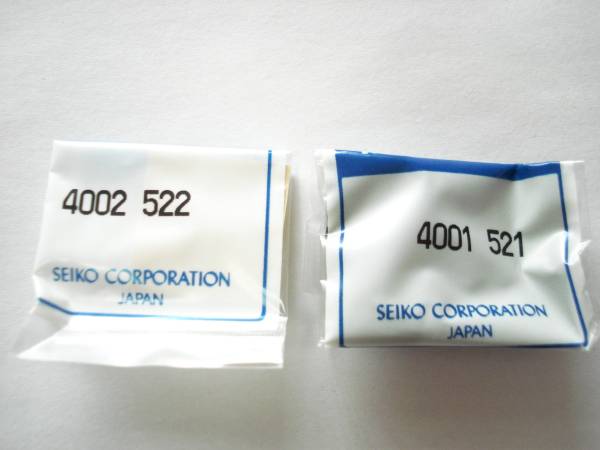 4002 522
SEIKO CORPORATION
JAPAN
4001 521
SEIKO CORPORATION
JAPAN